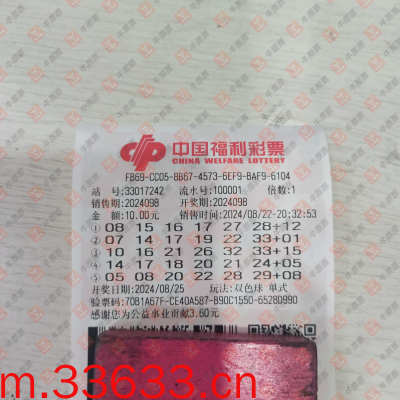 中国福利彩票
CHINA WELFARE LOTTERY
FB69-CC05-BB67-4573-6EF9-BAF9-6104
站 号:33017242 流水号:100001 倍数:1
销售期:2024098 开奖期:2024098
金 额:10.00元 销售时间:2024/08/22-20:32:53
① 08 15 16 17 27 28+12
② 07 14 17 19 22 33+01
③ 10 16 21 26 32 33+15
④ 14 17 18 20 21 24+05
⑤ 05 08 20 22 28 29+08
开奖日期:2024/08/25 玩法:双色球 单式
验票码:7081A67F-CE40A587-B90C1550-65280990
感谢您为公益事业贡献3.60元
m.33633.cn